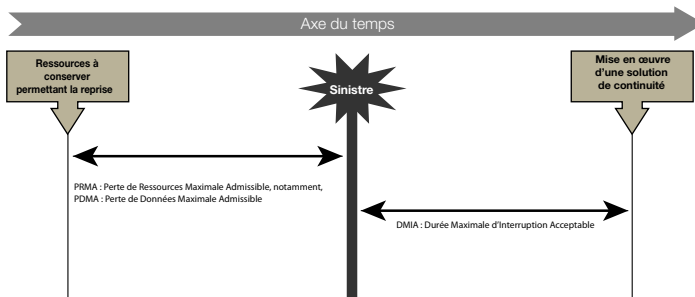 Axe du temps
Ressources à
conserver
permettant la reprise
Sinistre
Mise en œuvre
d'une solution
de continuité
PRMA : Perte de Ressources Maximale Admissible, notamment,
PDMA : Perte de Données Maximale Admissible
DMIA : Durée Maximale d'Interruption Acceptable